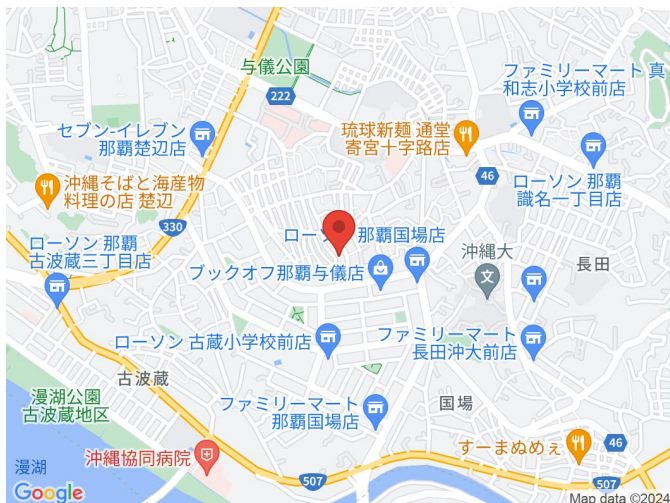 与儀公園
ファミリーマート 真
和志小学校前店
222
セブン-イレブン
那覇楚辺店
琉球新麺 通堂
寄宮十字路店
46
沖縄そばと海産物
料理の店 楚辺
ローソン 那覇
識名一丁目店
330
ローソン 那覇国場店
ローソン 那覇
古波蔵三丁目店
沖縄大
長田
ブックオフ那覇与儀店
ローソン 古蔵小学校前店
ファミリーマート
長田沖大前店
古波蔵
漫湖公園
古波蔵地区
ファミリーマート
那覇国場店
国場
46
すーまぬめぇ
漫湖
沖縄協同病院
507
507
Google
Map data ©2024